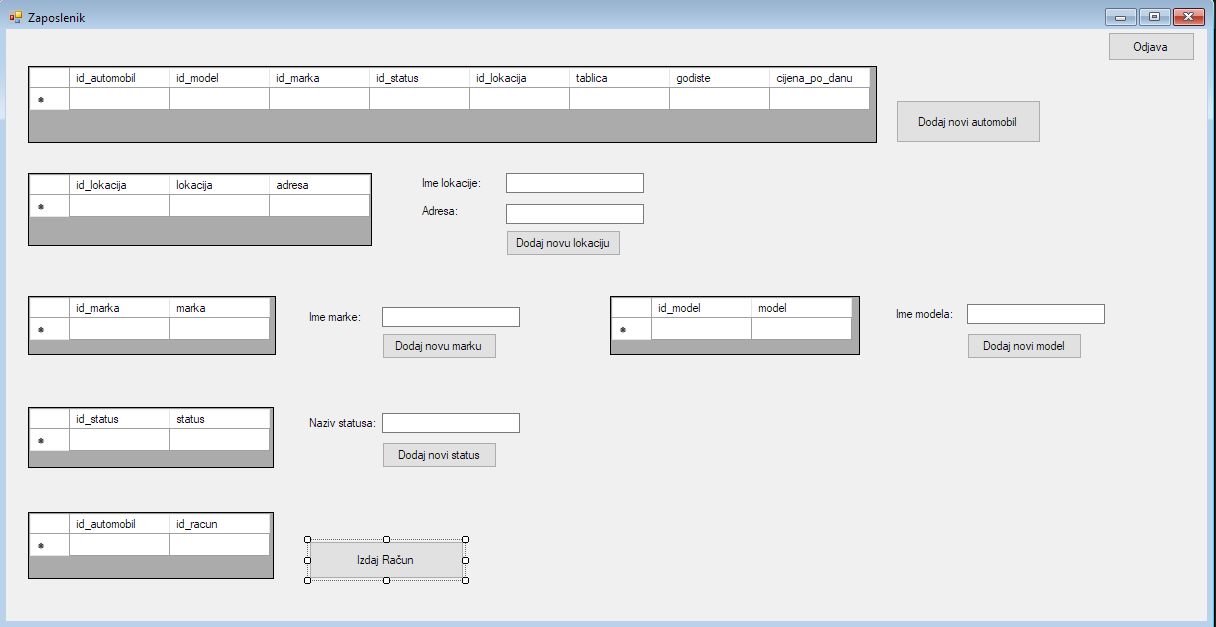 Zaposlenik
Odjava
id_automobil id_model id_marka id_status id_lokacija tablica godiste cijena_po_danu
Dodaj novi automobil
id_lokacija lokacija adresa
Ime lokacije:
Adresa:
Dodaj novu lokaciju
id_marka marka
Ime marke:
Dodaj novu marku
id_model model
Ime modela:
Dodaj novi model
id_status status
Naziv statusa:
Dodaj novi status
id_automobil id_racun
Izdaj Račun